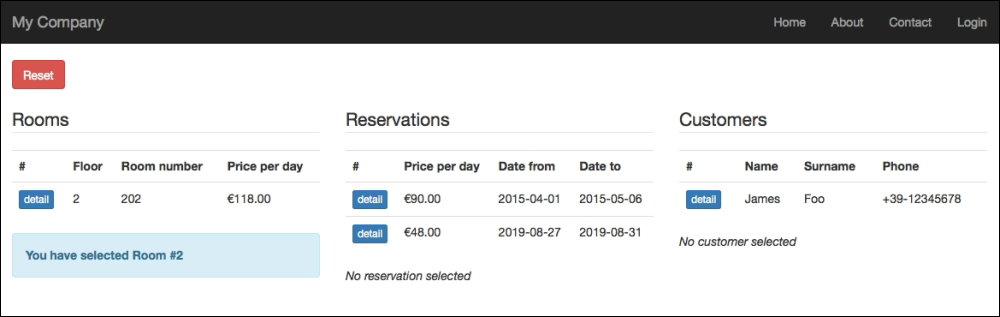 My Company Home About Contact Login
Reset
Rooms
# Floor Room number Price per day
detail 2 202 €118.00
You have selected Room #2
Reservations
# Price per day Date from Date to
detail €90.00 2015-04-01 2015-05-06
detail €48.00 2019-08-27 2019-08-31
No reservation selected
Customers
# Name Surname Phone
detail James Foo +39-12345678
No customer selected